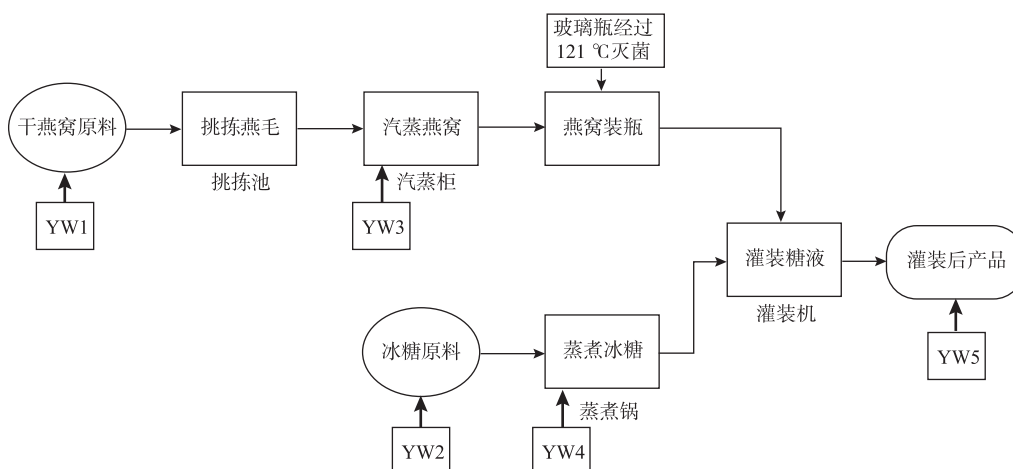 玻璃瓶经过
121 ℃灭菌
干燕窝原料
挑拣燕毛
汽蒸燕窝
燕窝装瓶
挑拣池
汽蒸柜
YW1
YW3
灌装糖液
灌装后产品
灌装机
冰糖原料
蒸煮冰糖
YW5
蒸煮锅
YW2
YW4